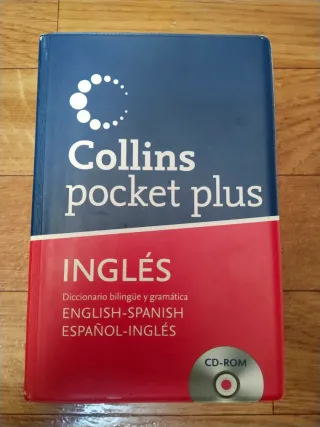 Collins
pocket plus
INGLÉS
Diccionario bilingüe y gramática
ENGLISH-SPANISH
ESPAÑOL-INGLÉS
CD-ROM